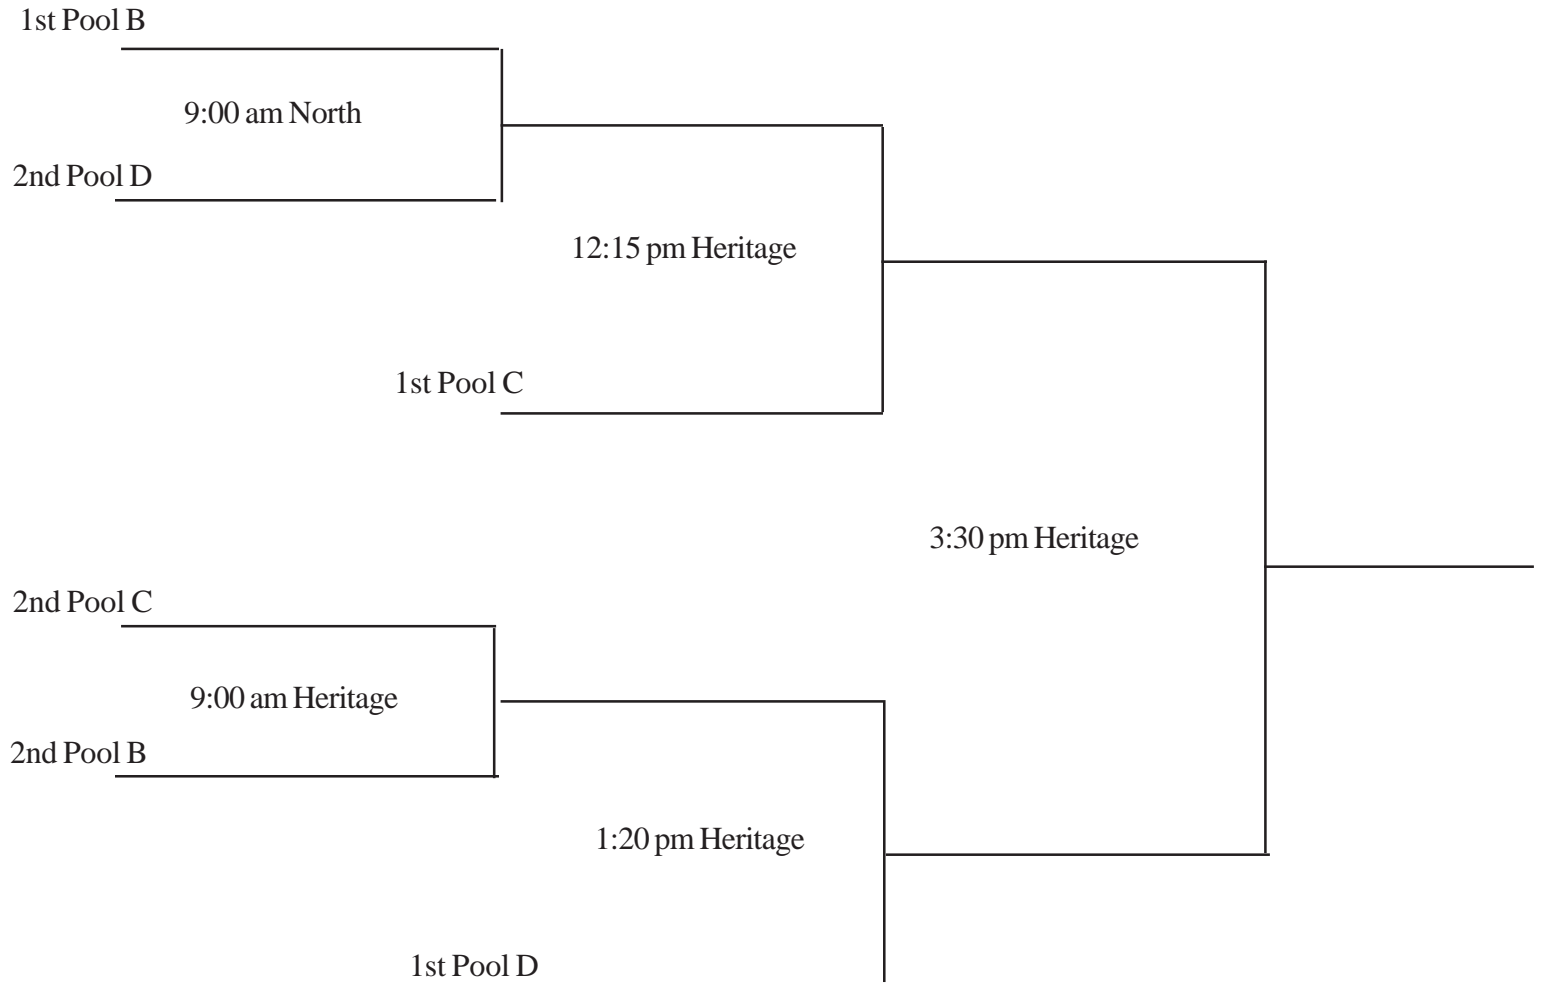 1st Pool B
9:00 am North
2nd Pool D
12:15 pm Heritage
1st Pool C
3:30 pm Heritage
2nd Pool C
9:00 am Heritage
2nd Pool B
1:20 pm Heritage
1st Pool D